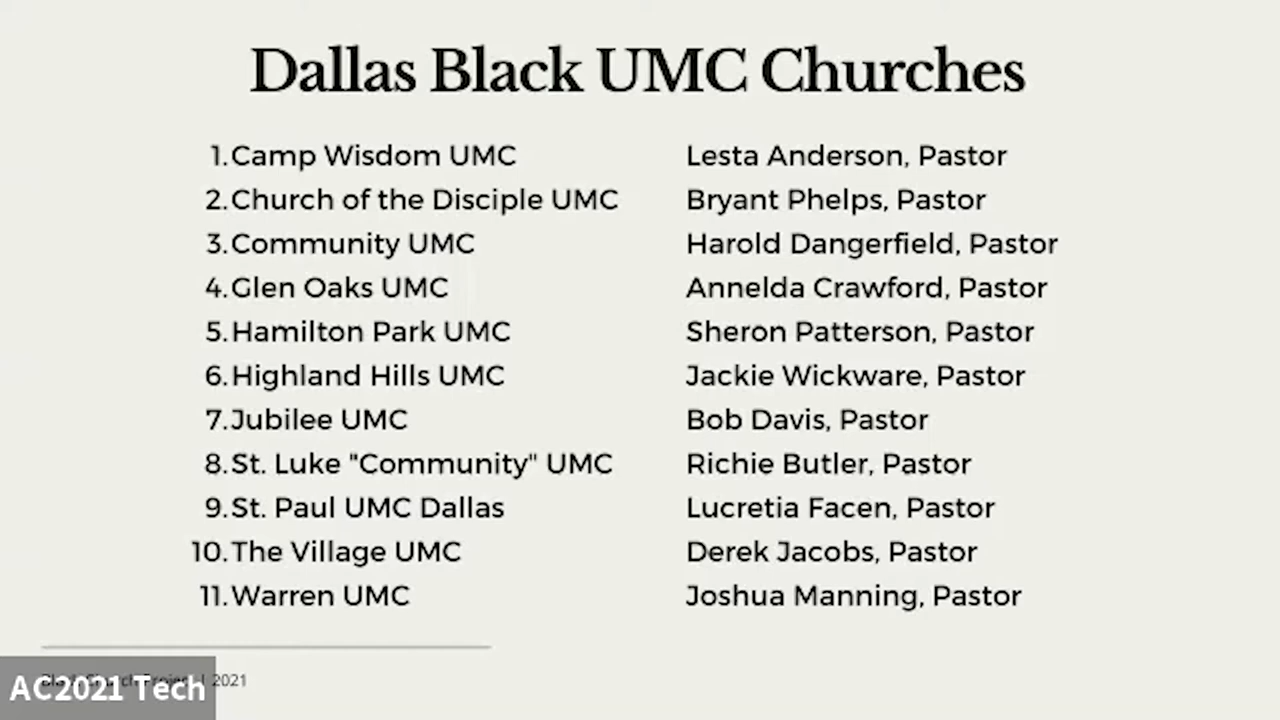 Dallas Black UMC Churches
1. Camp Wisdom UMC Lesta Anderson, Pastor
2. Church of the Disciple UMC Bryant Phelps, Pastor
3. Community UMC Harold Dangerfield, Pastor
4. Glen Oaks UMC Annelda Crawford, Pastor
5. Hamilton Park UMC Sheron Patterson, Pastor
6. Highland Hills UMC Jackie Wickware, Pastor
7. Jubilee UMC Bob Davis, Pastor
8. St. Luke "Community" UMC Richie Butler, Pastor
9. St. Paul UMC Dallas Lucretia Facen, Pastor
10. The Village UMC Derek Jacobs, Pastor
11. Warren UMC Joshua Manning, Pastor
2021
AC2021 Tech